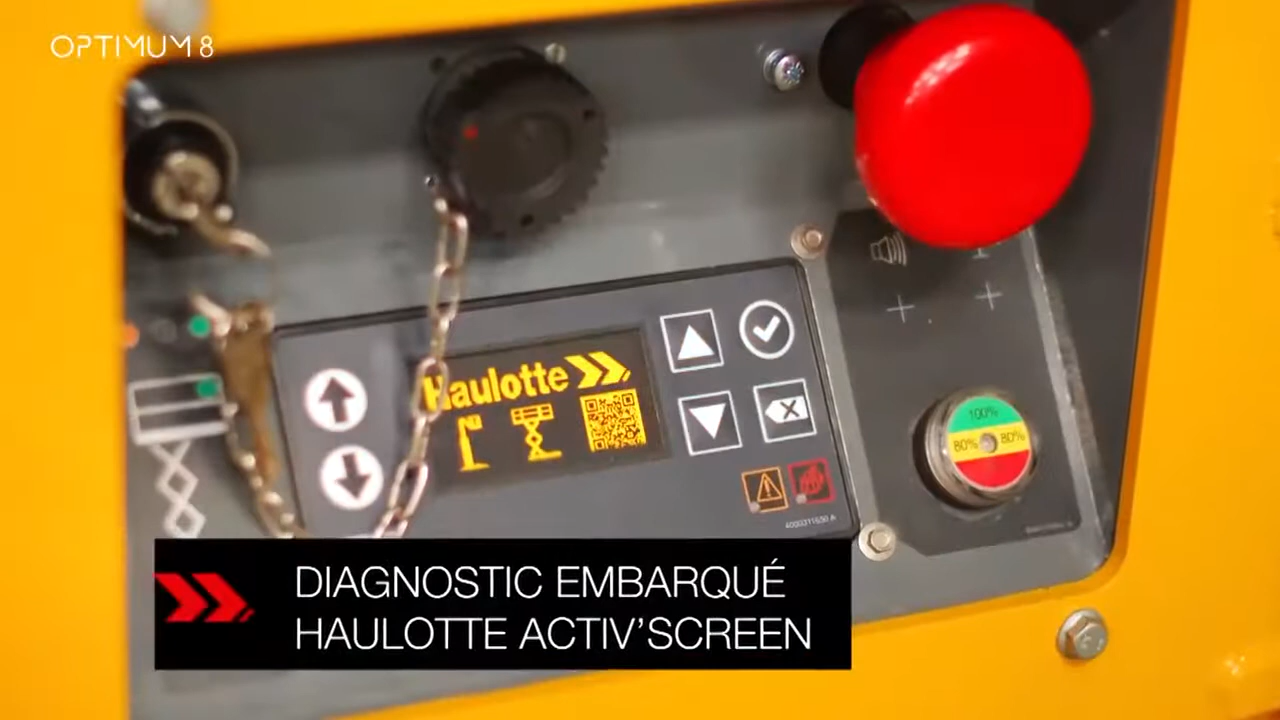 OPTIMUM 8
Haulotte
100%
80% 80%
DIAGNOSTIC EMBARQUÉ
HAULOTTE ACTIV'SCREEN